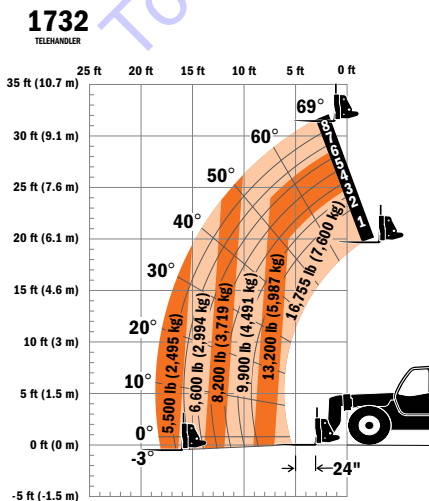 1732
TELEHANDLER
To
25 ft 20 ft 15 ft 10 ft 5 ft 0 ft
35 ft (10.7 m)
30 ft (9.1 m)
25 ft (7.6 m)
20 ft (6.1 m)
15 ft (4.6 m)
10 ft (3 m)
5 ft (1.5 m)
0 ft (0 m)
-5 ft (-1.5 m)
69°
60°
50°
40°
30°
20°
10°
0°
-3°
8
7
6
5
4
3
2
1
5,500 lb (2,495 kg)
6,600 lb (2,994 kg)
8,200 lb (3,719 kg)
9,900 lb (4,491 kg)
13,200 lb (5,987 kg)
16,755 lb (7,600 kg)
24"